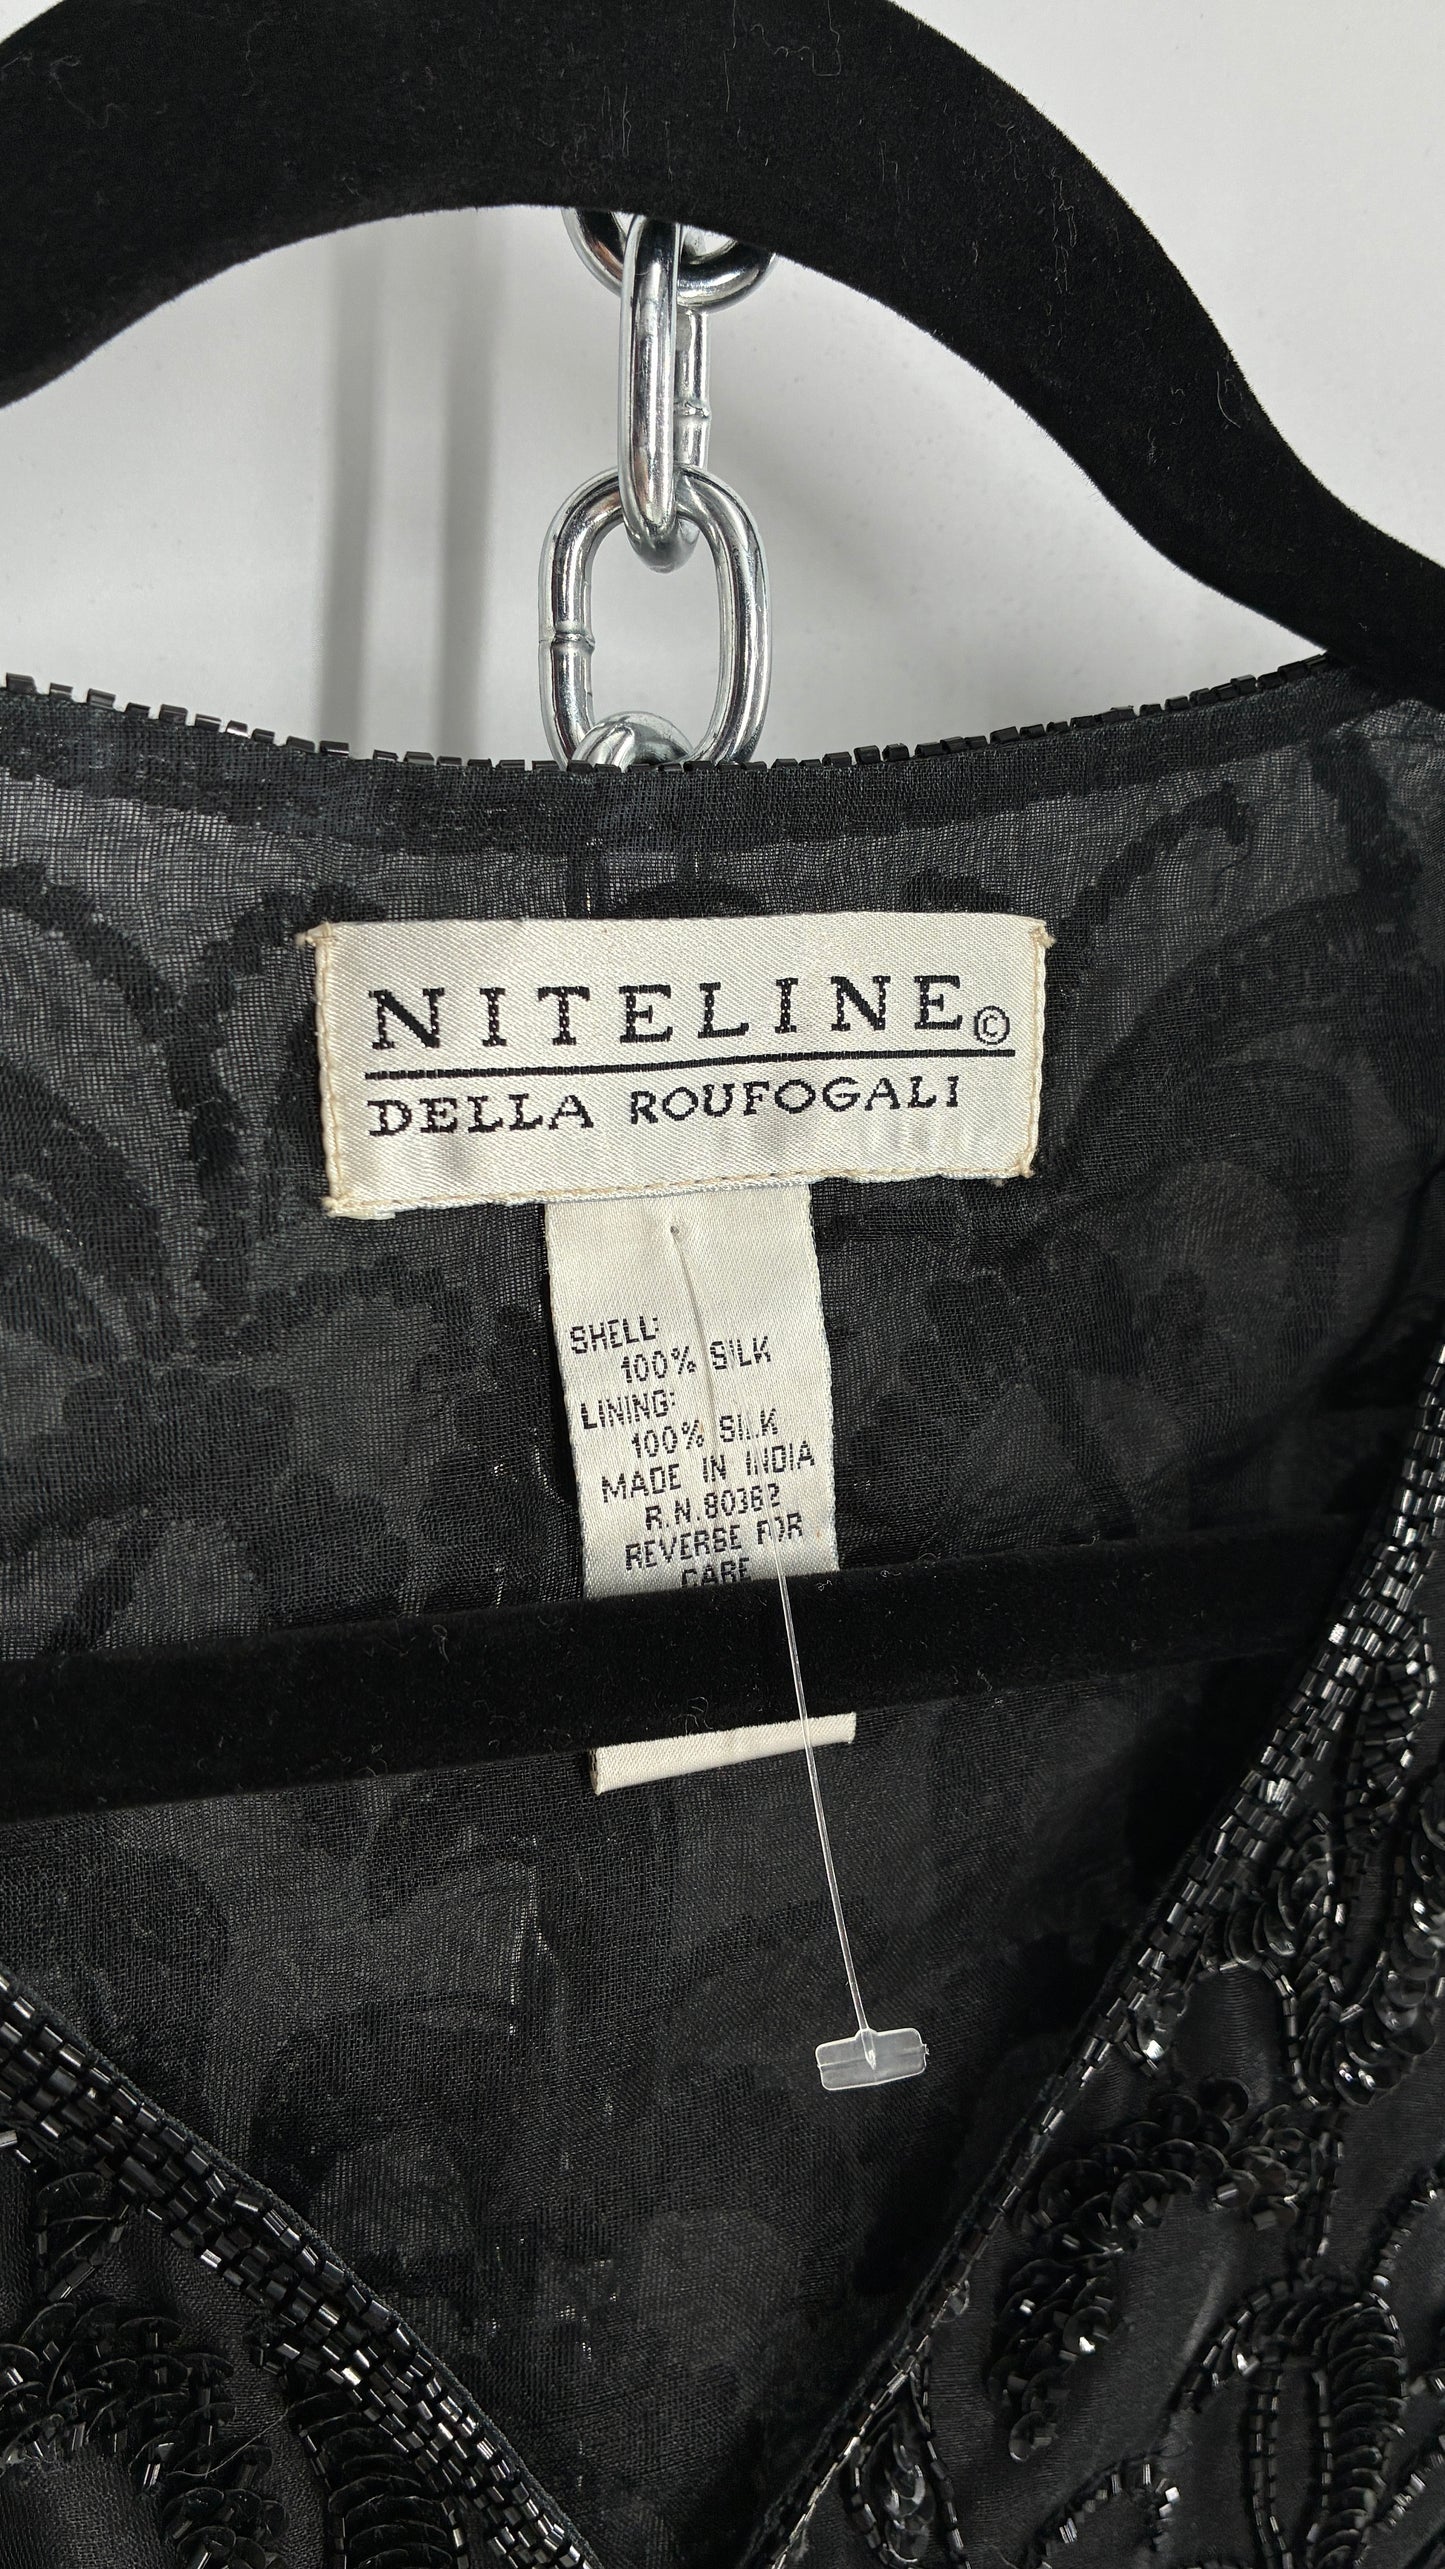 NITELINE©
DELLA ROUFOGALI
SHELL:
100% SILK
LINING:
100% SILK
MADE IN INDIA
R.N. 80362
REVERSE FOR
CARE